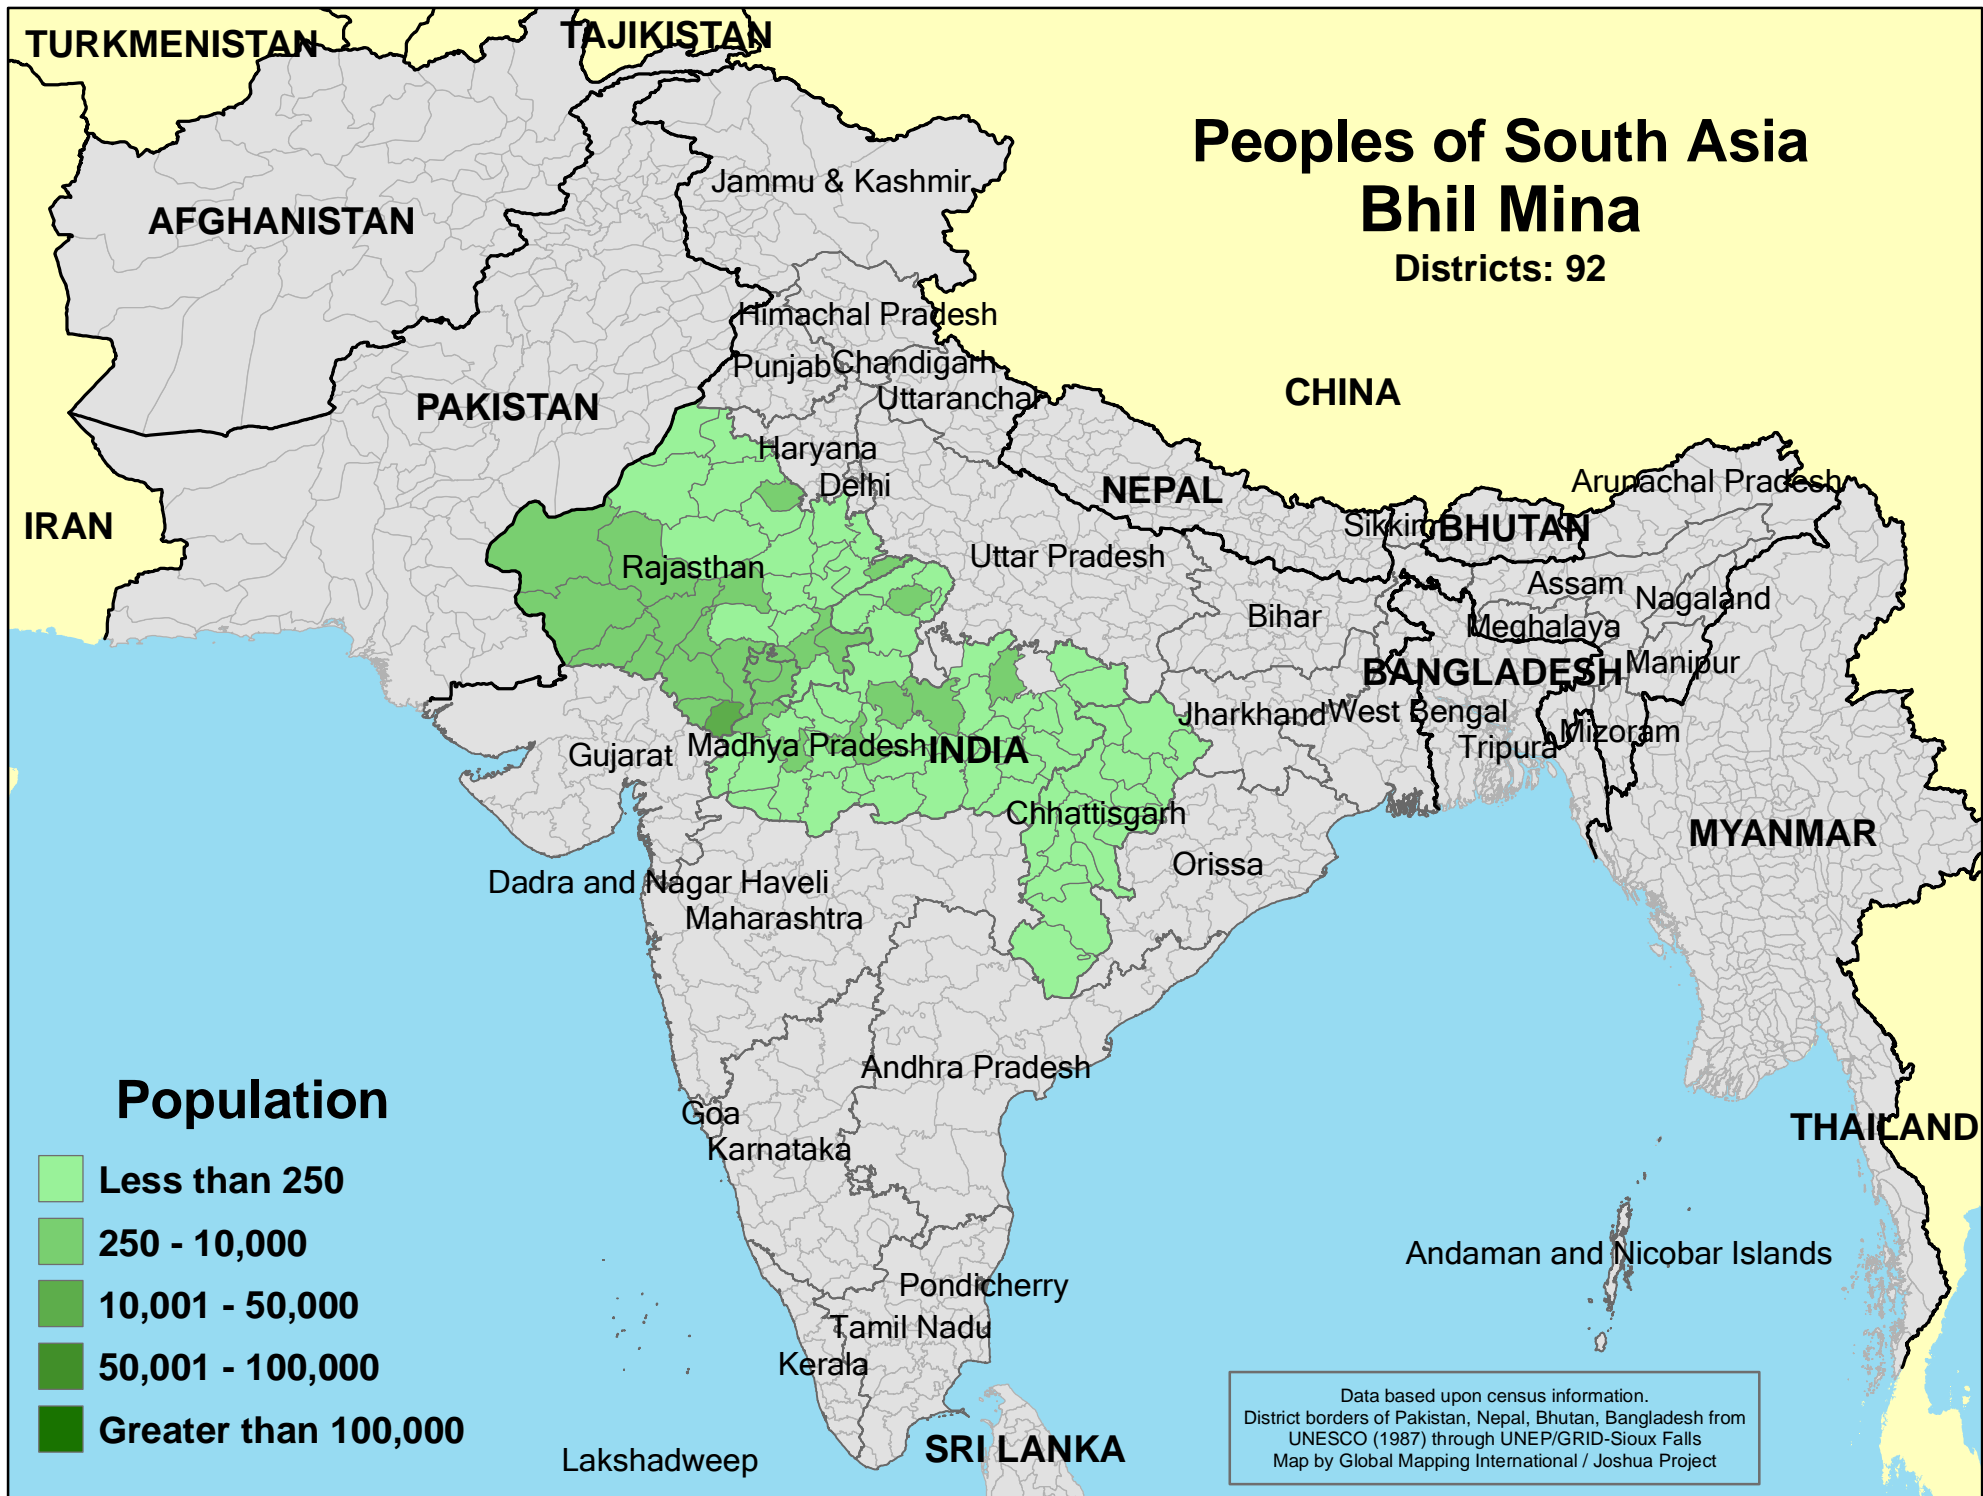 TURKMENISTAN
TAJIKISTAN
Peoples of South Asia
Bhil Mina
Districts: 92
Jammu & Kashmir
AFGHANISTAN
Himachal Pradesh
Punjab
Chandigarh
CHINA
Uttaranchal
PAKISTAN
Haryana
Delhi
NEPAL
Arunachal Pradesh
IRAN
Sikkim
BHUTAN
Rajasthan
Uttar Pradesh
Assam
Nagaland
Bihar
Meghalaya
BANGLADESH
Manipur
Jharkhand
West Bengal
Gujarat
Madhya Pradesh
INDIA
Tripura
Mizoram
Chhattisgarh
MYANMAR
Orissa
Dadra and Nagar Haveli
Maharashtra
Andhra Pradesh
Goa
Karnataka
THAILAND
Andaman and Nicobar Islands
Pondicherry
Tamil Nadu
Kerala
Lakshadweep
SRI LANKA
Population
Less than 250
250 - 10,000
10,001 - 50,000
50,001 - 100,000
Greater than 100,000
Data based upon census information.
District borders of Pakistan, Nepal, Bhutan, Bangladesh from
UNESCO (1987) through UNEP/GRID-Sioux Falls
Map by Global Mapping International / Joshua Project